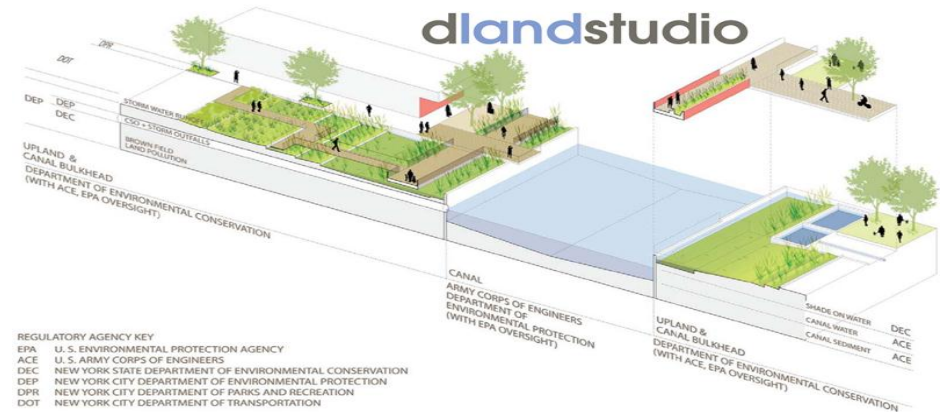 dlandstudio
DPR
DOT
DEP
DEP
DEC
STORM WATER RUNOFF
CSO + STORM OUTFALLS
BROWN FIELD
LAND POLLUTION
UPLAND &
CANAL BULKHEAD
DEPARTMENT OF ENVIRONMENTAL CONSERVATION
(WITH ACE, EPA OVERSIGHT)
CANAL
ARMY CORPS OF ENGINEERS
DEPARTMENT OF
ENVIRONMENTAL PROTECTION
(WITH EPA OVERSIGHT)
SHADE ON WATER DEC
CANAL WATER ACE
CANAL SEDIMENT ACE
UPLAND &
CANAL BULKHEAD
DEPARTMENT OF ENVIRONMENTAL CONSERVATION
(WITH ACE, EPA OVERSIGHT)
REGULATORY AGENCY KEY
EPA U. S. ENVIRONMENTAL PROTECTION AGENCY
ACE U. S. ARMY CORPS OF ENGINEERS
DEC NEW YORK STATE DEPARTMENT OF ENVIRONMENTAL CONSERVATION
DEP NEW YORK CITY DEPARTMENT OF ENVIRONMENTAL PROTECTION
DPR NEW YORK CITY DEPARTMENT OF PARKS AND RECREATION
DOT NEW YORK CITY DEPARTMENT OF TRANSPORTATION